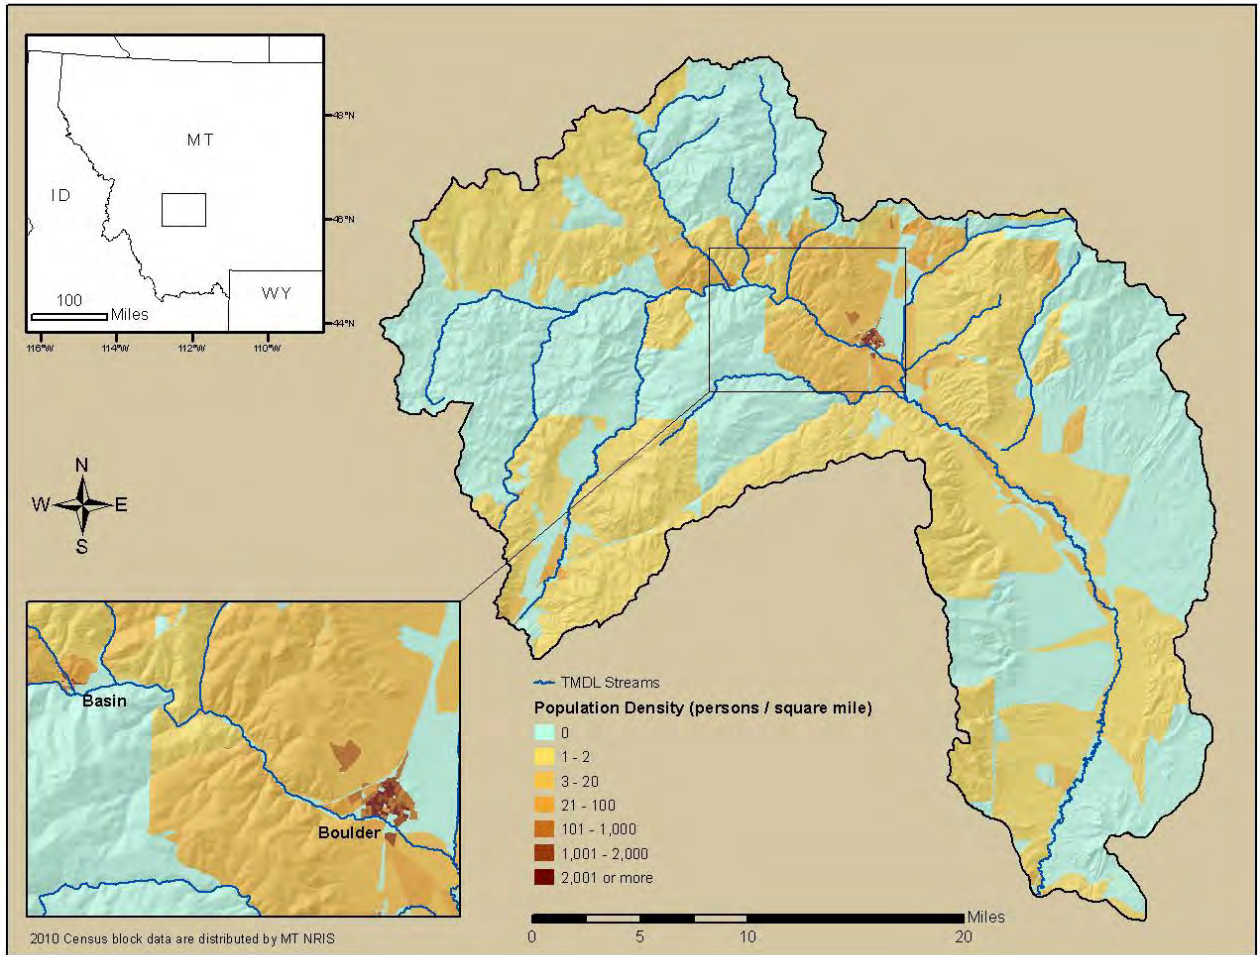 MT
ID
WY
100
Miles
48°N
46°N
44°N
116°W 114°W 112°W 110°W
N
W E
S
Basin
Boulder
2010 Census block data are distributed by MT NRIS
TMDL Streams
Population Density (persons / square mile)
0
1 - 2
3 - 20
21 - 100
101 - 1,000
1,001 - 2,000
2,001 or more
Miles
0 5 10 20